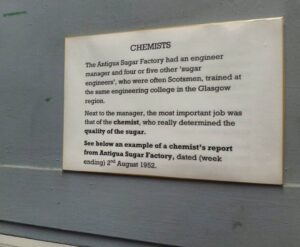 CHEMISTS
The Antigua Sugar Factory had an engineer
manager and four or five other 'sugar
engineers', who were often Scotsmen, trained at
the same engineering college in the Glasgow
region.
Next to the manager, the most important job was
that of the chemist, who really determined the
quality of the sugar.
See below an example of a chemist's report
from Antigua Sugar Factory, dated (week
ending) 2nd August 1952.